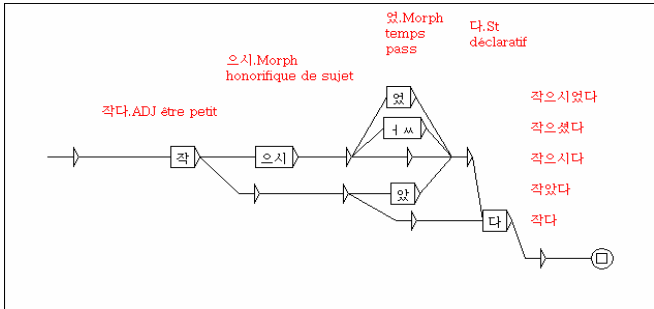 었.Morph
temps
pass
다.St
déclaratif
으시.Morph
honorifique de sujet
작다.ADJ être petit
었
ㅓㅆ
작
으시
았
다
작으시었다
작으셨다
작으시다
작았다
작다